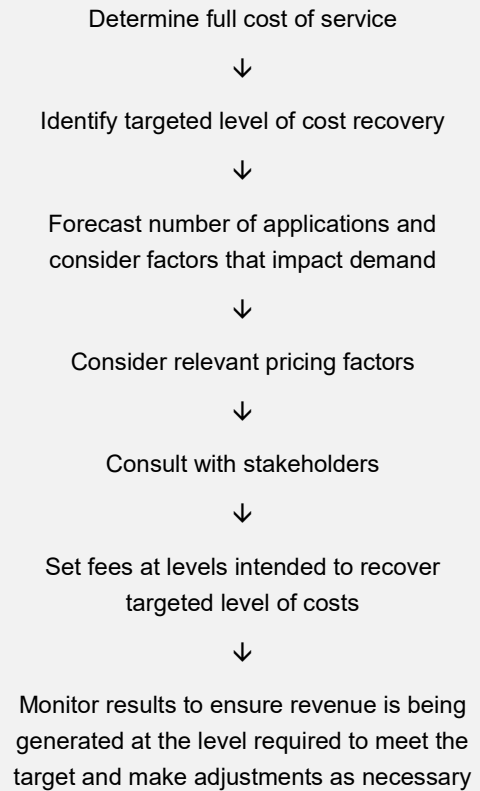 Determine full cost of service
↓
Identify targeted level of cost recovery
↓
Forecast number of applications and
consider factors that impact demand
↓
Consider relevant pricing factors
↓
Consult with stakeholders
↓
Set fees at levels intended to recover
targeted level of costs
↓
Monitor results to ensure revenue is being
generated at the level required to meet the
target and make adjustments as necessary